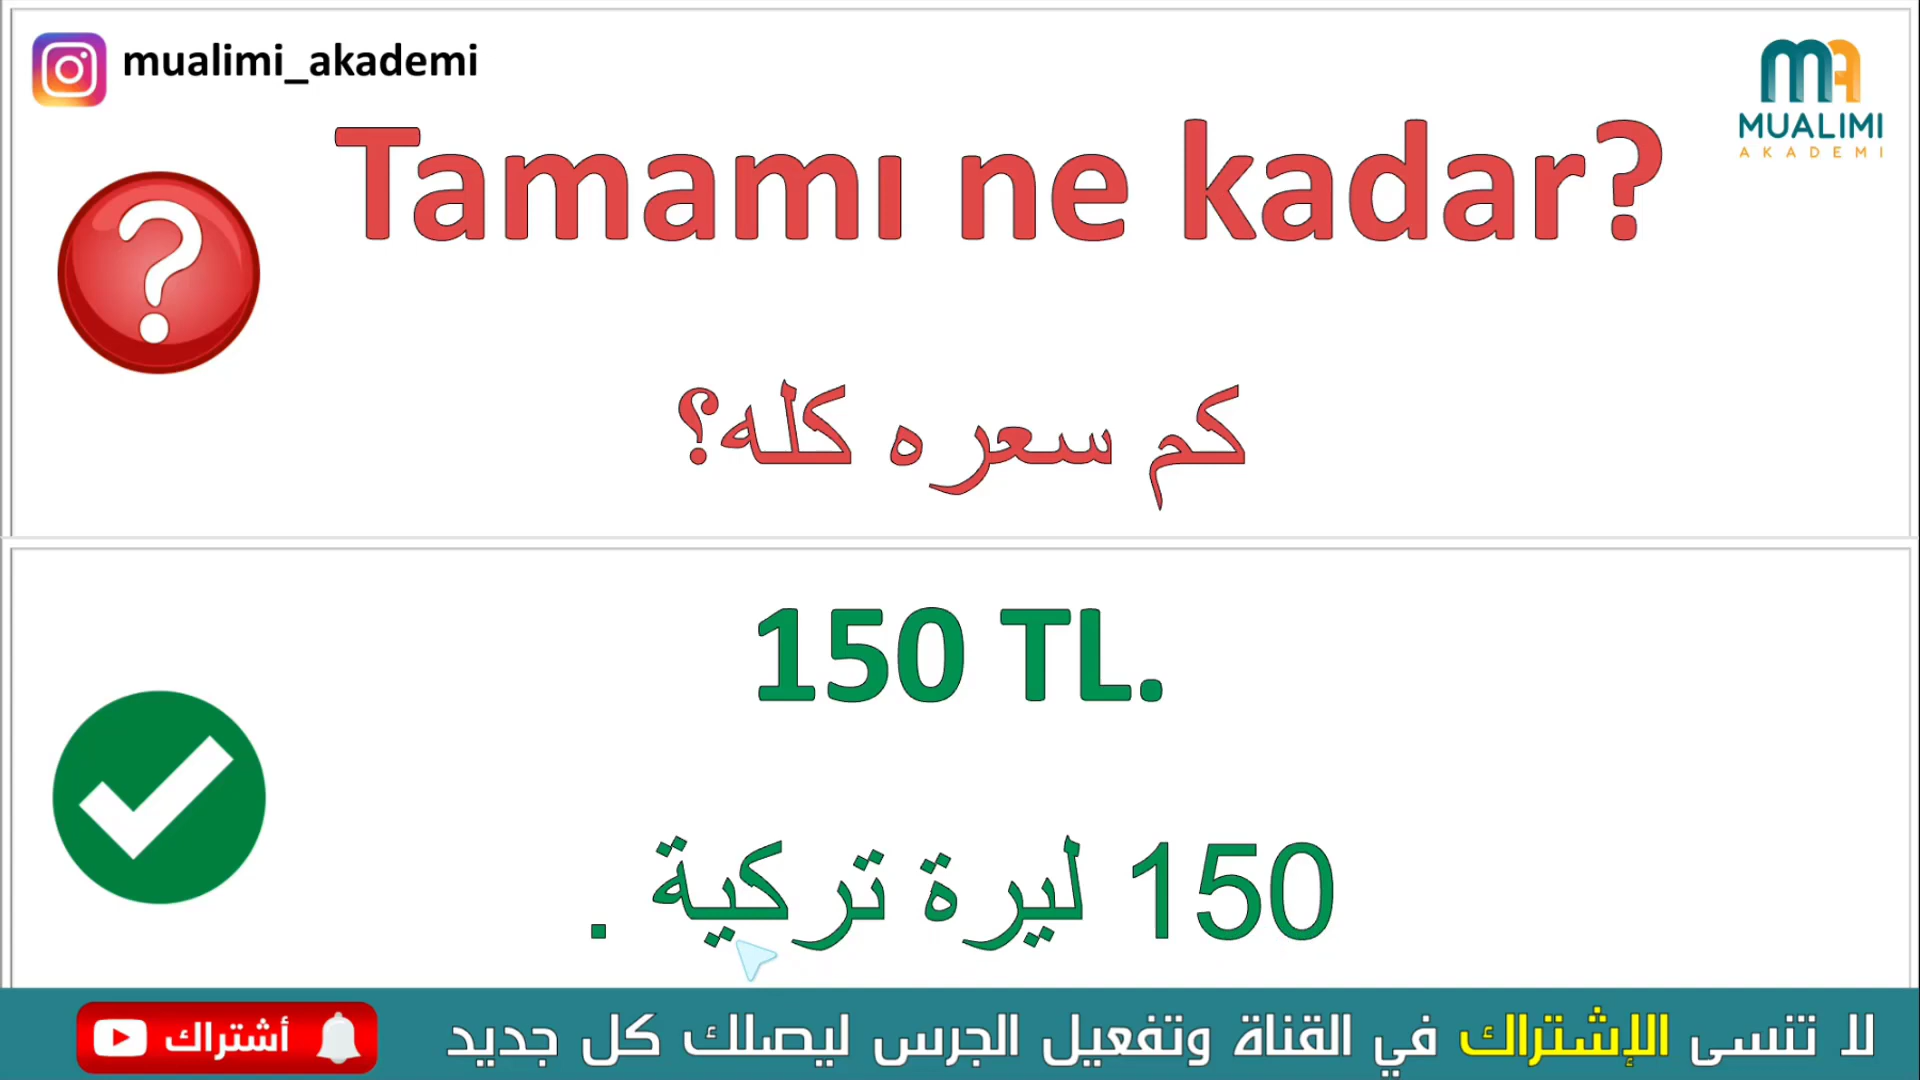 mualimi_akademi
MUALIMI
AKADEMI
Tamamı ne kadar?
كم سعره كله؟
150 TL.
150 ليرة تركية .
لا تنسى الإشتراك في القناة وتفعيل الجرس ليصلك كل جديد
أشتراك